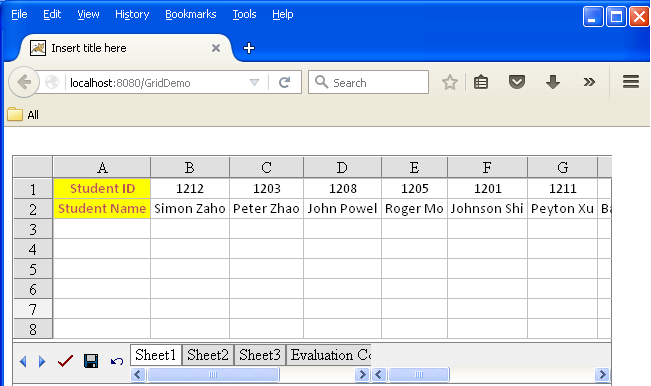 File Edit View History Bookmarks Tools Help
Insert title here
localhost:8080/GridDemo Search
All
A B C D E F G
1 Student ID 1212 1203 1208 1205 1201 1211
2 Student Name Simon Zaho Peter Zhao John Powel Roger Mo Johnson Shi Peyton Xu
3
4
5
6
7
8
Sheet1 Sheet2 Sheet3 Evaluation